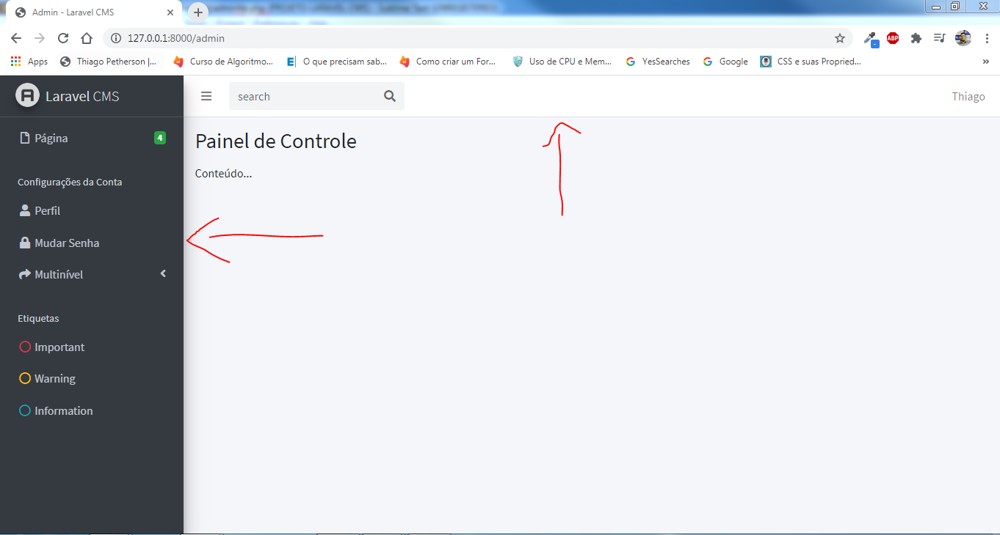 Admin - Laravel CMS
127.0.0.1:8000/admin
ABP
Apps Thiago Petherson |... Curso de Algoritmo... E| O que precisam sab... Como criar um For... Uso de CPU e Mem... G YesSearches G Google CSS e suas Propried... »
Laravel CMS search Thiago
Página 4
Painel de Controle
Conteúdo...
Configurações da Conta
Perfil
Mudar Senha
Multinível
Etiquetas
Important
Warning
Information